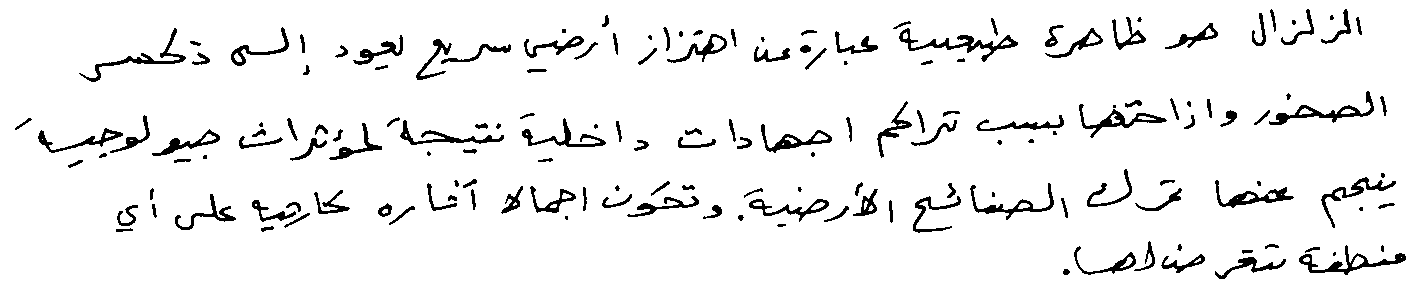 الزلزال هو ظاهرة طبيعية عبارة عن اهتزاز أرضي سريع يعود إلى تكسر
الصخور وازاحتها بسبب تراكم اجهادات داخلية نتيجة لمؤثرات جيولوجية
ينجم عنها تحرك الصفائح الأرضية. وتكون اجمالا آثاره كارثية على أي
منطقة تتعرض لها.